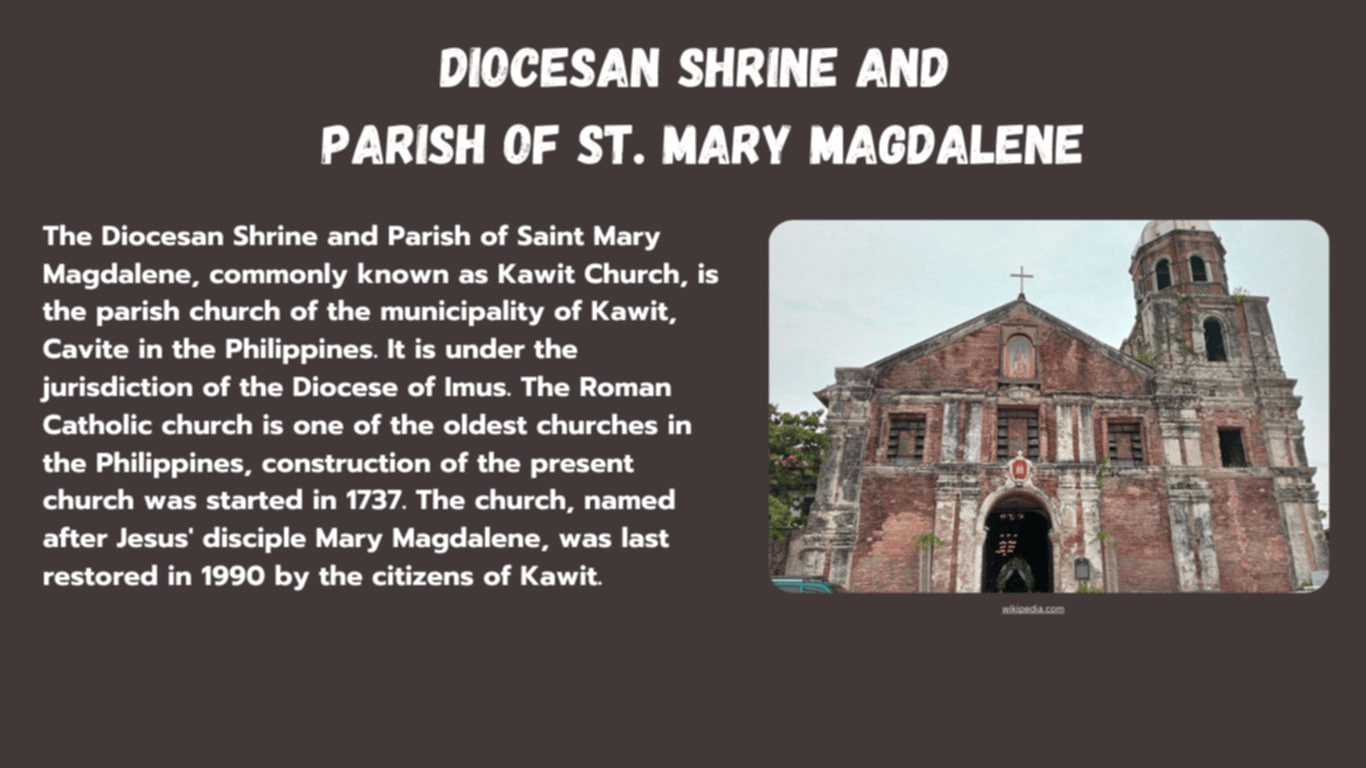 DIOCESAN SHRINE AND
PARISH OF ST. MARY MAGDALENE
The Diocesan Shrine and Parish of Saint Mary
Magdalene, commonly known as Kawit Church, is
the parish church of the municipality of Kawit,
Cavite in the Philippines. It is under the
jurisdiction of the Diocese of Imus. The Roman
Catholic church is one of the oldest churches in
the Philippines, construction of the present
church was started in 1737. The church, named
after Jesus' disciple Mary Magdalene, was last
restored in 1990 by the citizens of Kawit.
wikipedia.com